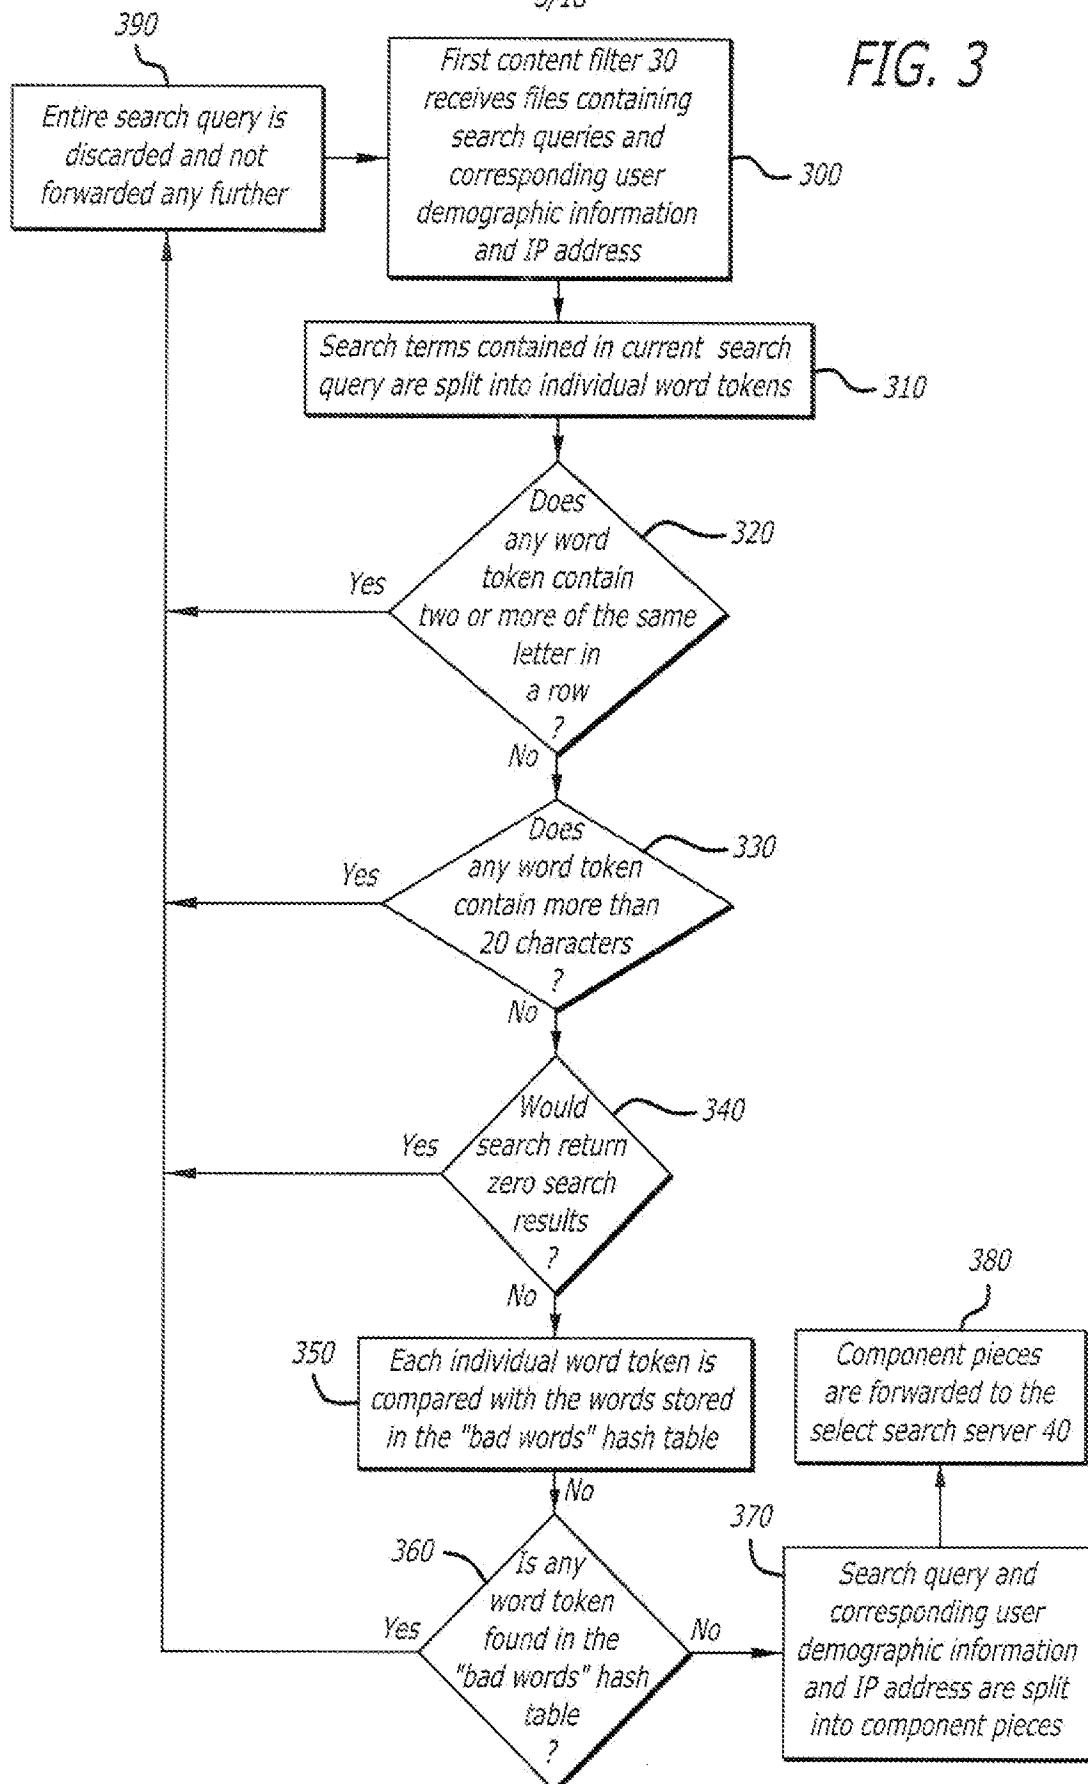 390
FIG. 3
Entire search query is
discarded and not
forwarded any further
First content filter 30
receives files containing
search queries and
corresponding user
demographic information
and IP address
300
Search terms contained in current search
query are split into individual word tokens
310
Does
any word
token contain
two or more of the same
letter in
a row
?
320
Yes
No
Does
any word token
contain more than
20 characters
?
330
Yes
No
Would
search return
zero search
results
?
340
Yes
No
350
Each individual word token is
compared with the words stored
in the "bad words" hash table
No
360
Is any
word token
found in the
"bad words" hash
table
?
Yes
No
370
Search query and
corresponding user
demographic information
and IP address are split
into component pieces
380
Component pieces
are forwarded to the
select search server 40